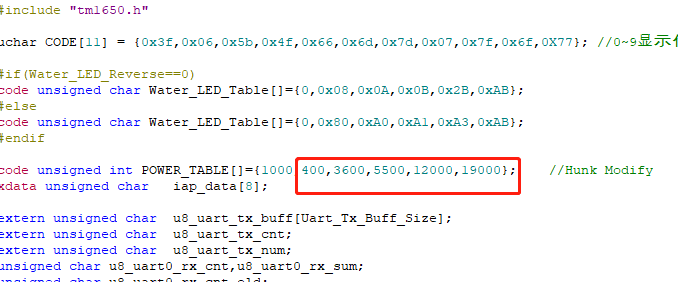 #include "tm1650.h"
uchar CODE[11] = {0x3f,0x06,0x5b,0x4f,0x66,0x6d,0x7d,0x07,0x7f,0x6f,0X77}; //0~9显示
#if(Water_LED_Reverse==0)
code unsigned char Water_LED_Table[]={0,0x08,0x0A,0x0B,0x2B,0xAB};
#else
code unsigned char Water_LED_Table[]={0,0x80,0xA0,0xA1,0xA3,0xAB};
#endif
code unsigned int POWER_TABLE[]={1000,400,3600,5500,12000,19000}; //Hunk Modify
xdata unsigned char iap_data[8];
extern unsigned char u8_uart_tx_buff[Uart_Tx_Buff_Size];
extern unsigned char u8_uart_tx_cnt;
extern unsigned char u8_uart_tx_num;
unsigned char u8_uart0_rx_cnt,u8_uart0_rx_sum;